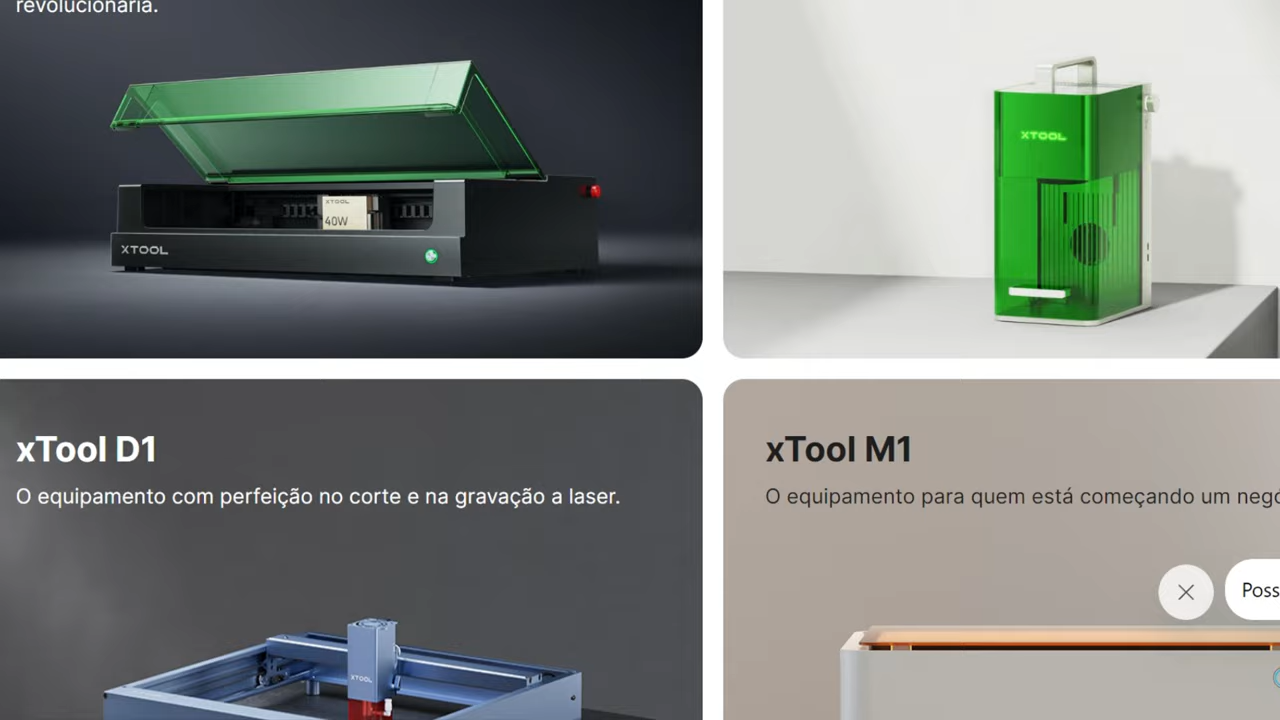 revolucionária.
XTOOL
XTOOL
40W
XTOOL
xTool D1
O equipamento com perfeição no corte e na gravação a laser.
xTool M1
O equipamento para quem está começando um negó
Poss
XTOOL